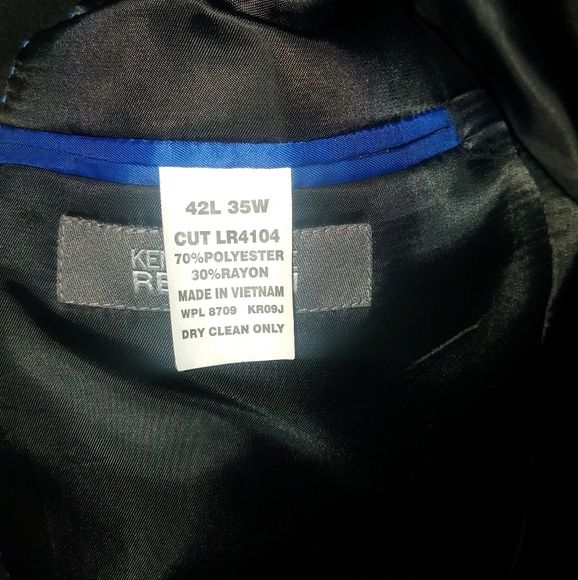 42L 35W
CUT LR4104
70%POLYESTER
30%RAYON
MADE IN VIETNAM
WPL 8709 KR09J
DRY CLEAN ONLY